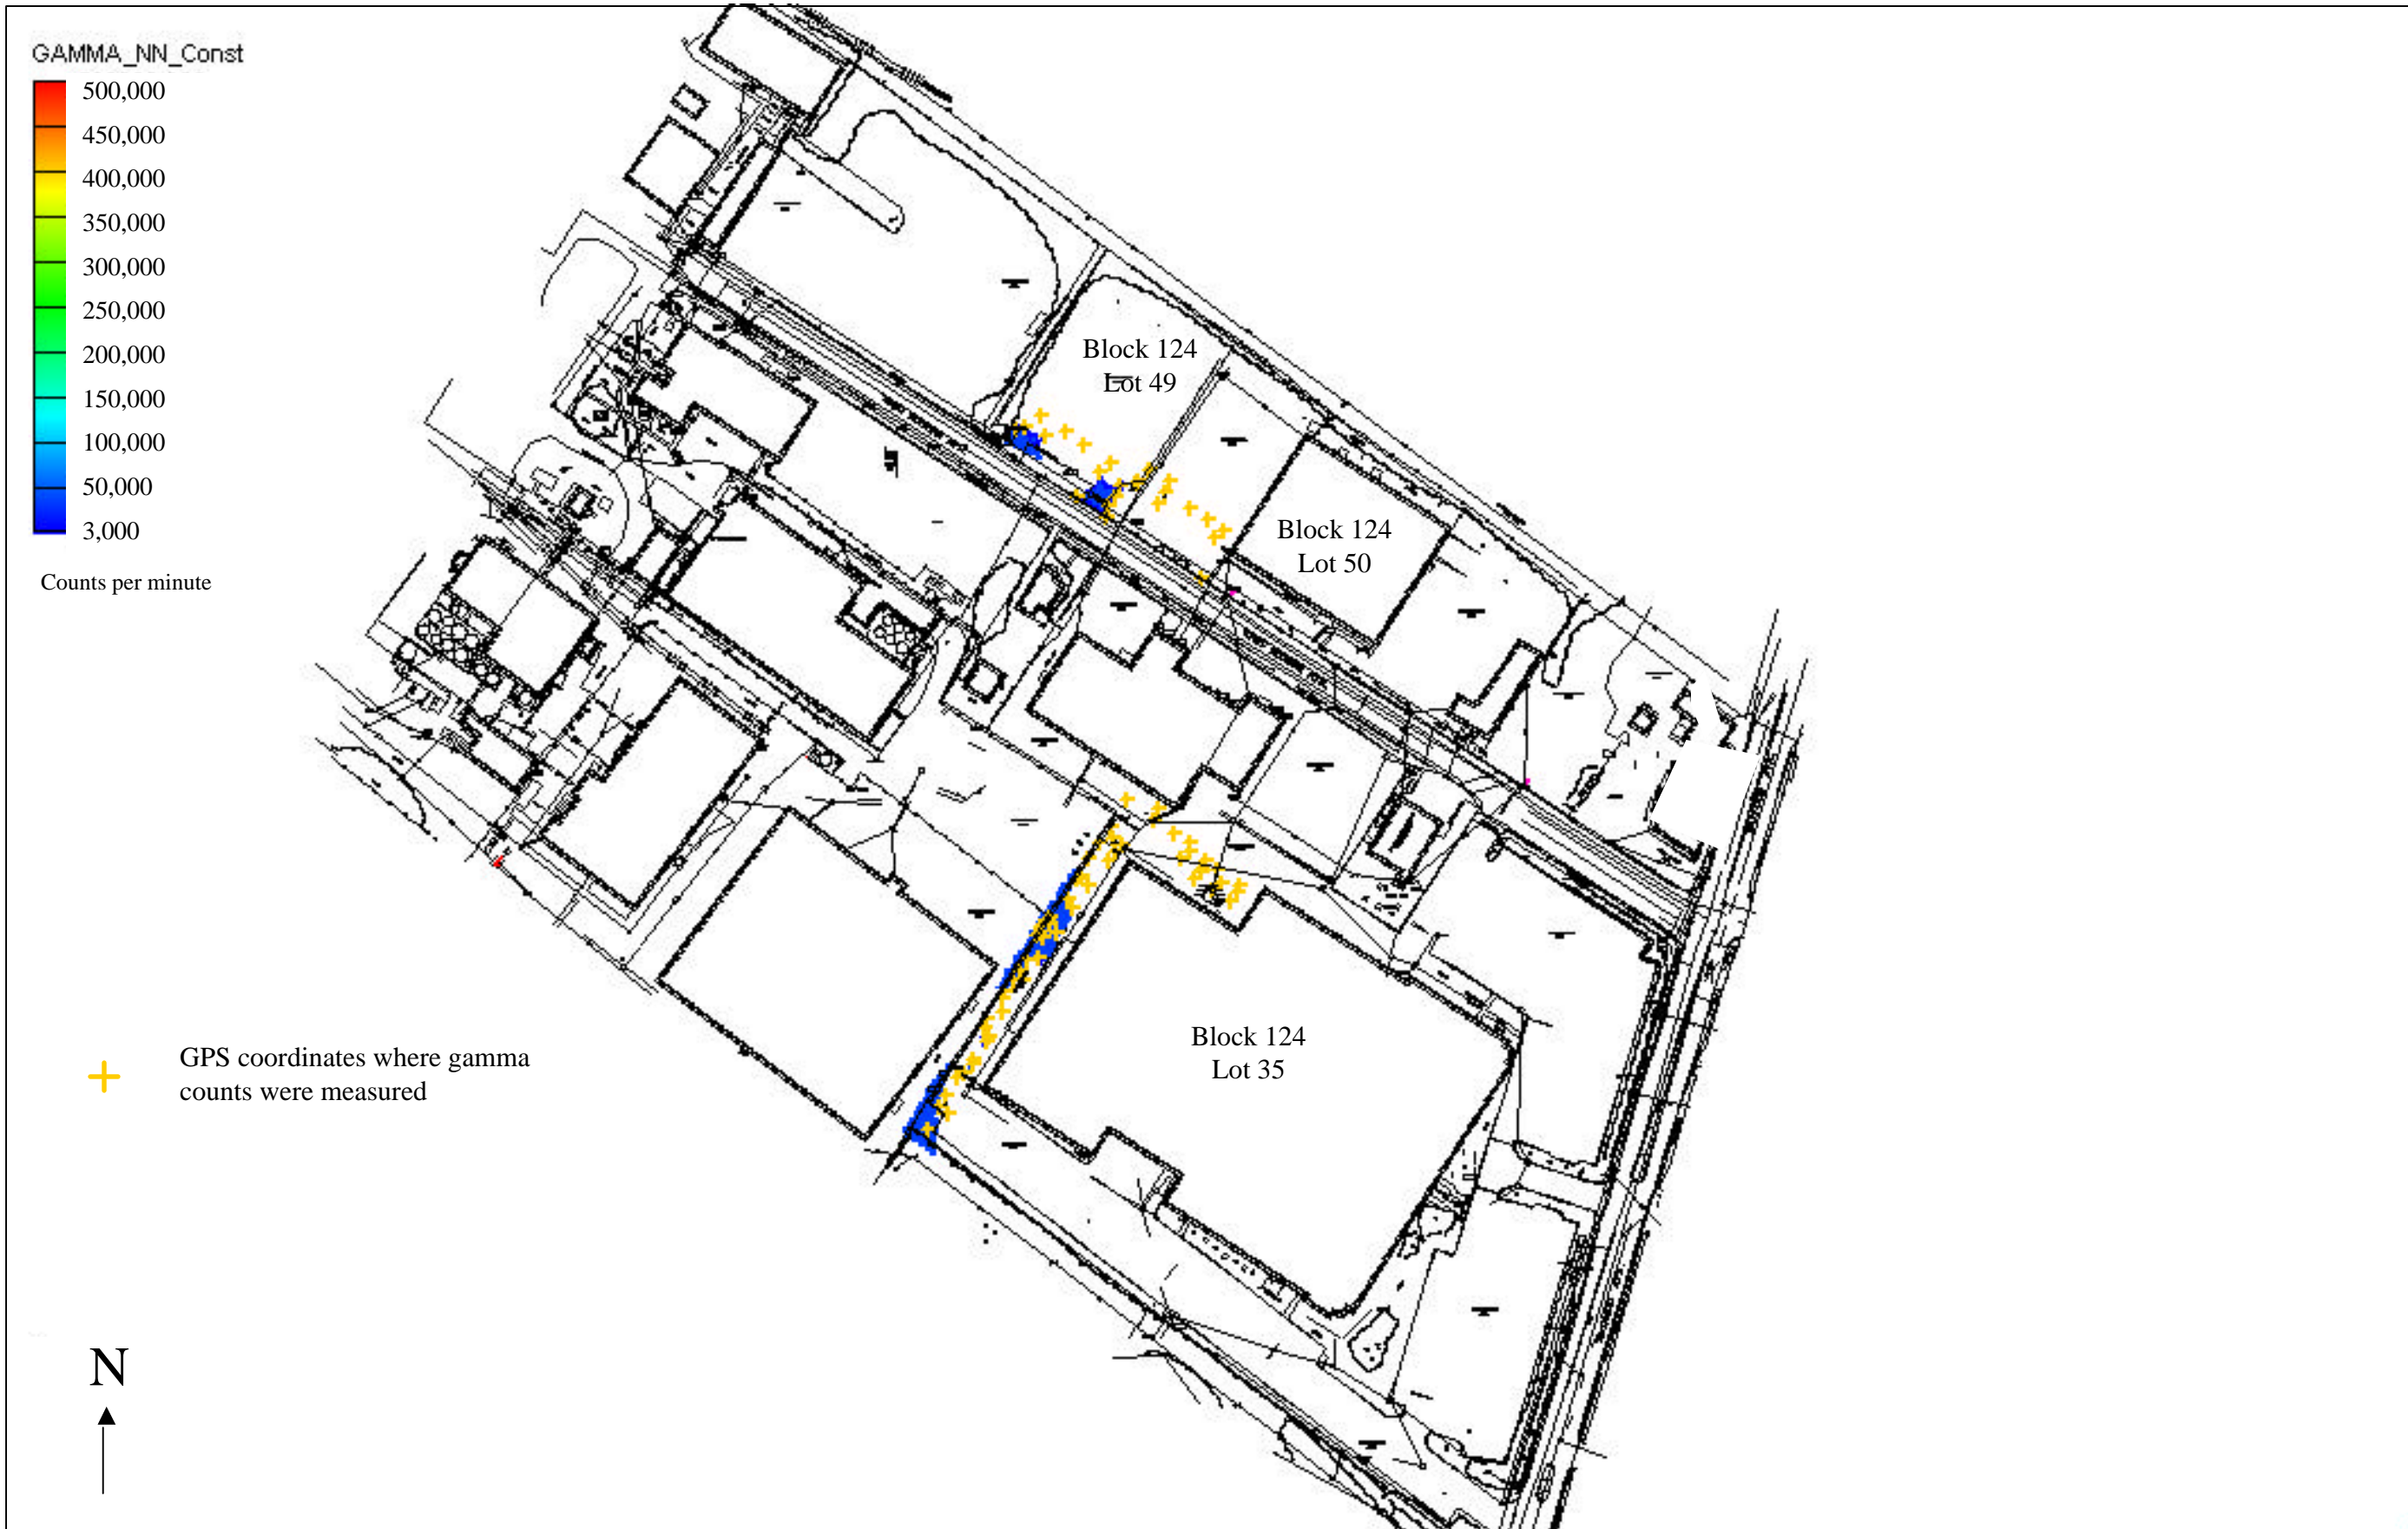 GAMMA_NN_Const
500,000
450,000
400,000
350,000
300,000
250,000
200,000
150,000
100,000
50,000
3,000
Counts per minute
Block 124
Lot 49
Block 124
Lot 50
Block 124
Lot 35
GPS coordinates where gamma
counts were measured
N